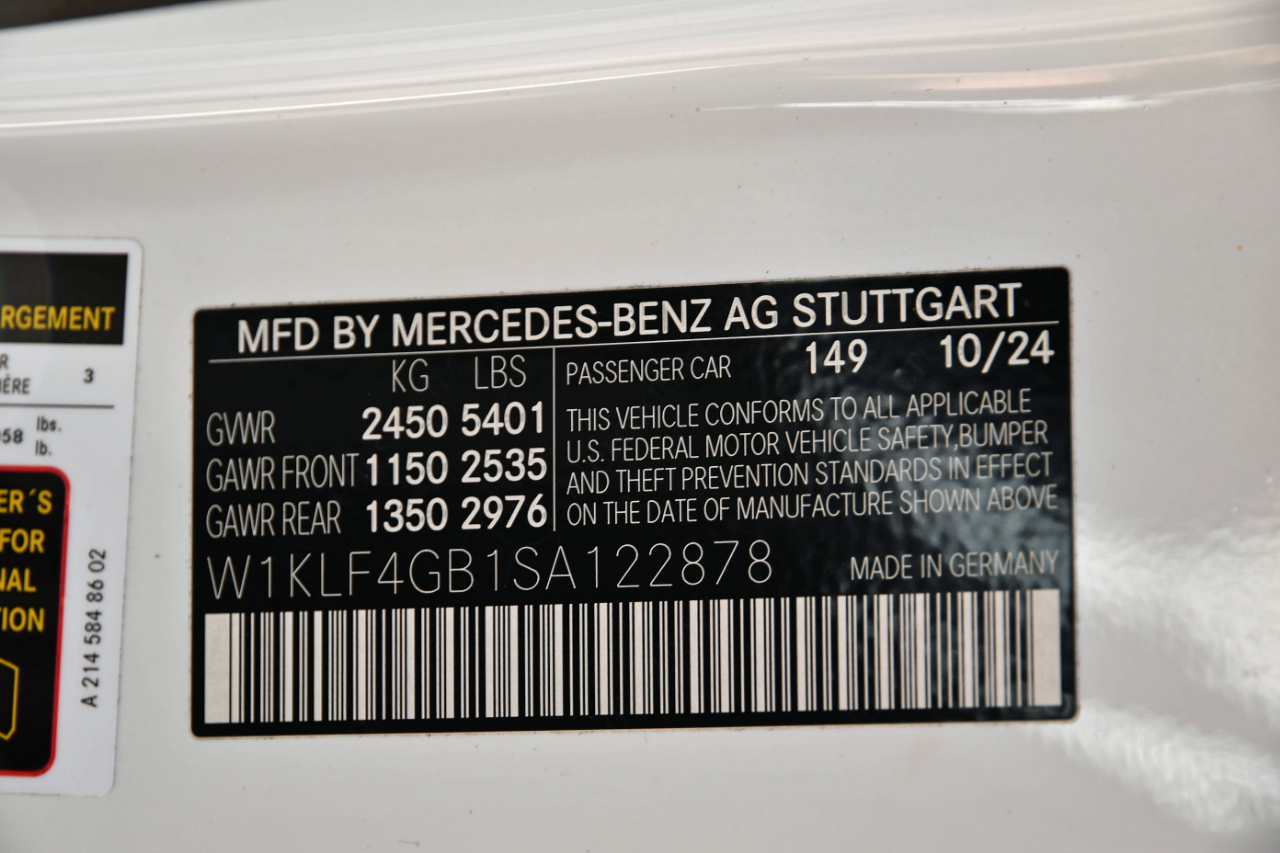 RGEMENT
R
IÈRE 3
958 lbs.
lb.
ER´S
FOR
NAL
TION
A 214 584 86 02
MFD BY MERCEDES-BENZ AG STUTTGART
KG LBS
GVWR 2450 5401
GAWR FRONT 1150 2535
GAWR REAR 1350 2976
PASSENGER CAR 149 10/24
THIS VEHICLE CONFORMS TO ALL APPLICABLE
U.S. FEDERAL MOTOR VEHICLE SAFETY,BUMPER
AND THEFT PREVENTION STANDARDS IN EFFECT
ON THE DATE OF MANUFACTURE SHOWN ABOVE
W1KLF4GB1SA122878 MADE IN GERMANY